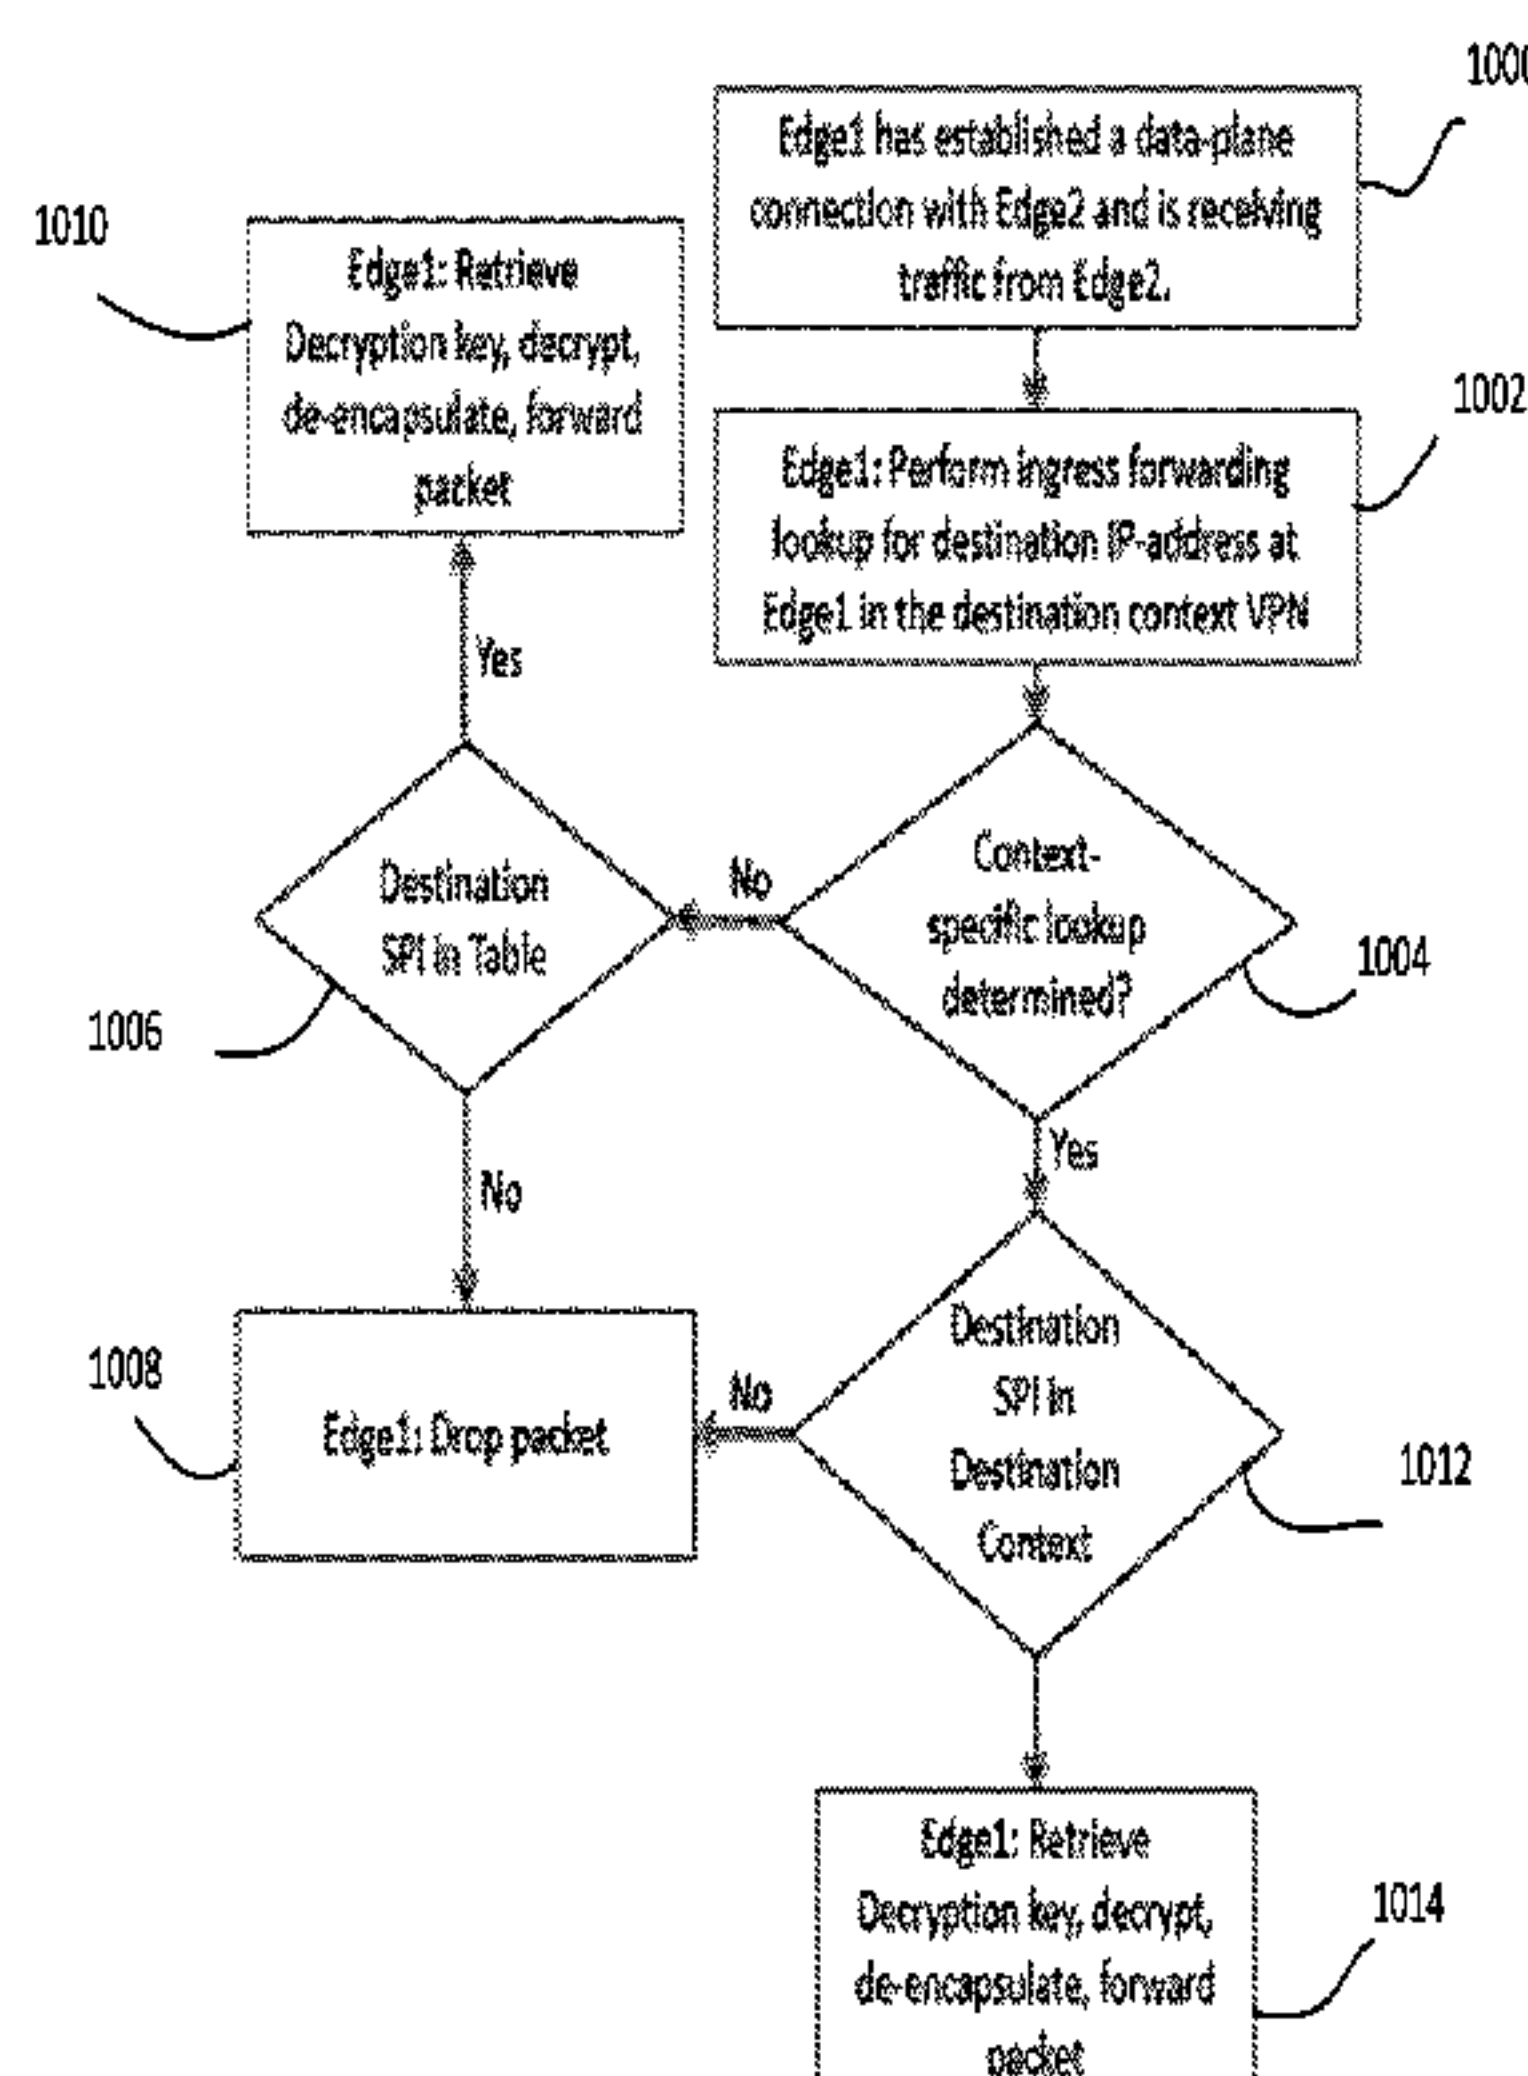 1000
Edge1 has established a data-plane
connection with Edge2 and is receiving
traffic from Edge2.
1010
Edge1: Retrieve
Decryption key, decrypt,
de-encapsulate, forward
packet
1002
Edge1: Perform ingress forwarding
lookup for destination IP-address at
Edge1 in the destination context VPN
Yes
Context-
specific lookup
determined?
No
Destination
SPI in Table
1004
1006
Yes
No
Destination
SPI in
Destination
Context
1008
No
Edge1: Drop packet
1012
Edge1: Retrieve
Decryption key, decrypt,
de-encapsulate, forward
packet
1014